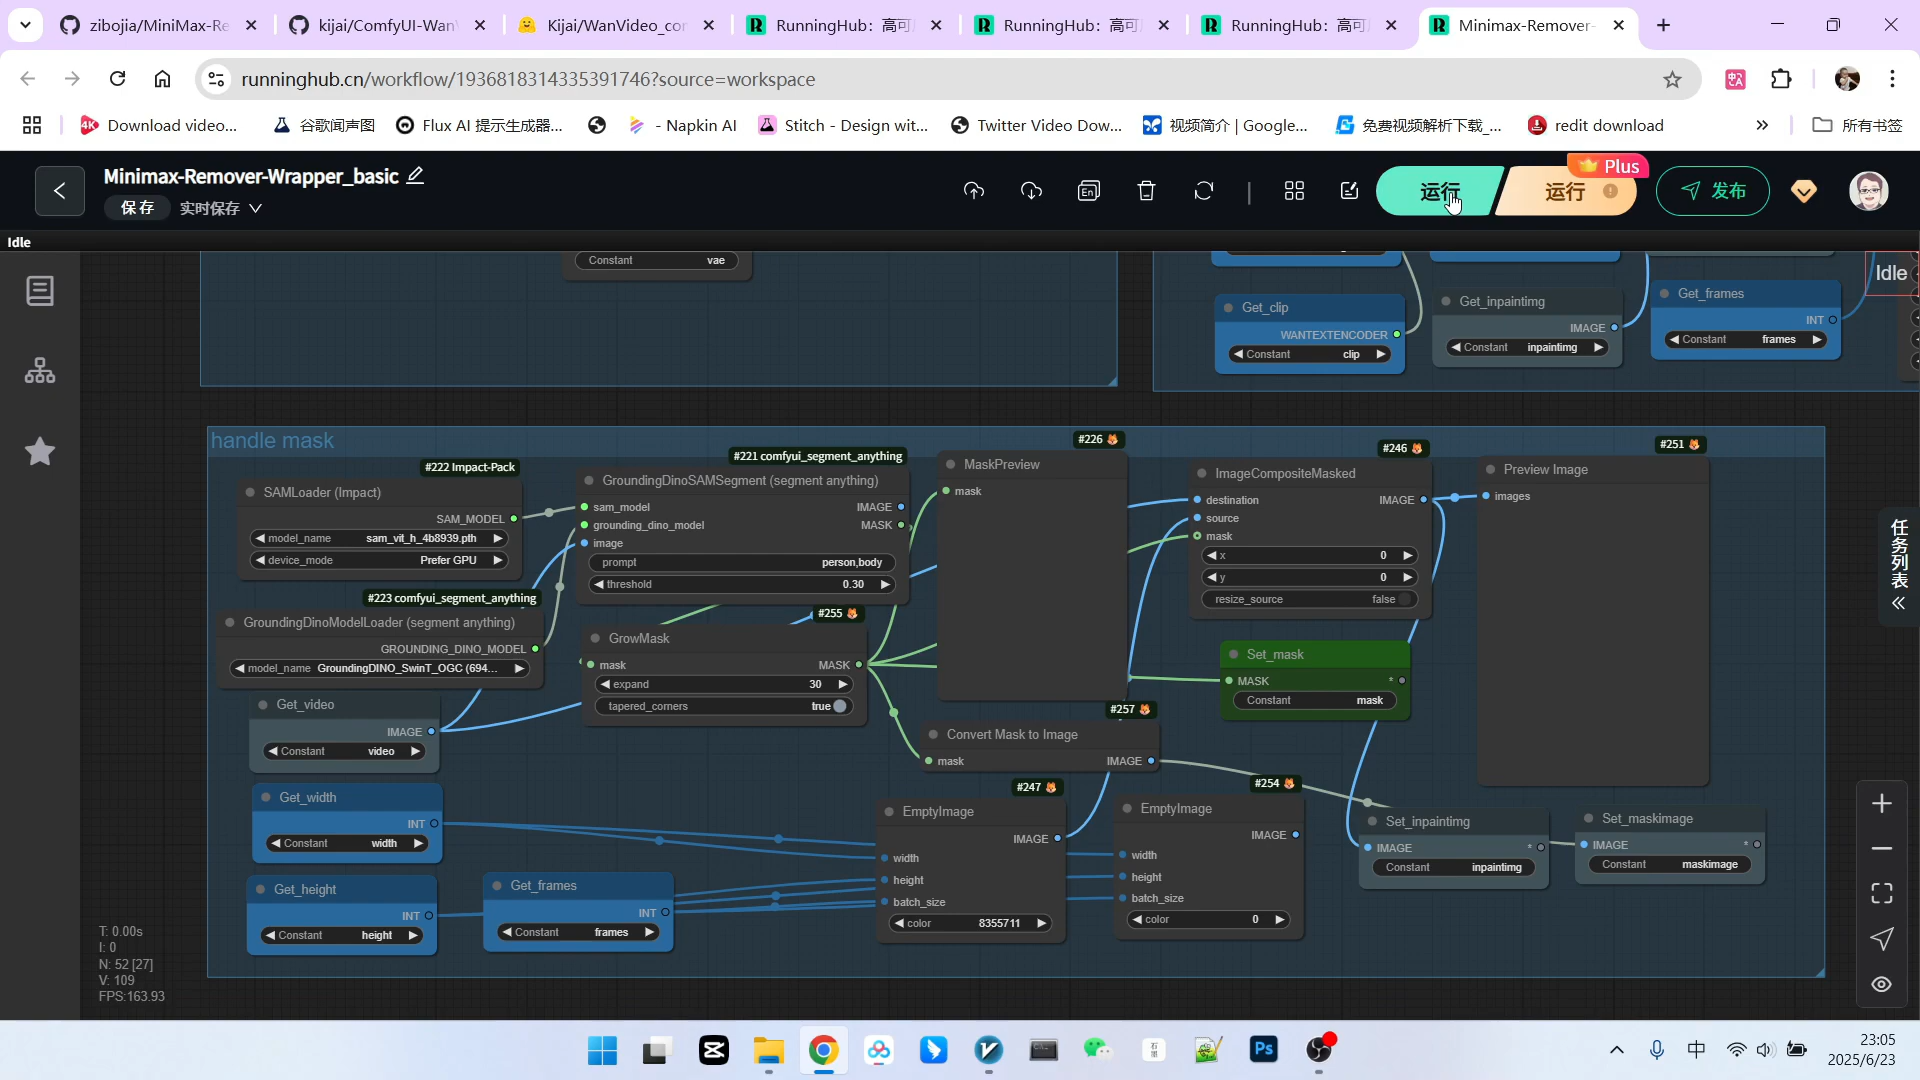 zibojia/MiniMax-Re
kijai/ComfyUI-Wan
Kijai/WanVideo_co
RunningHub: 高可
RunningHub: 高可
RunningHub: 高可
Minimax-Remover-
runninghub.cn/workflow/1936818314335391746?source=workspace
Download video...
谷歌闻声图
Flux AI 提示生成器...
- Napkin AI
Stitch - Design wit...
Twitter Video Dow...
视频简介 | Google...
免费视频解析下载_...
redit download
所有书签
Minimax-Remover-Wrapper_basic
保存
实时保存
En
运行
运行
Plus
发布
Idle
Constant vae
Get_clip
WANTEXTENCODER
Constant clip
Get_inpaintimg
IMAGE
Constant inpaintimg
Get_frames
INT
Constant frames
Idle
handle mask
#222 Impact-Pack
SAMLoader (Impact)
SAM_MODEL
model_name sam_vit_h_4b8939.pth
device_mode Prefer GPU
#223 comfyui_segment_anything
GroundingDinoModelLoader (segment anything)
GROUNDING_DINO_MODEL
model_name GroundingDINO_SwinT_OGC (694...
Get_video
IMAGE
Constant video
Get_width
INT
Constant width
Get_height
INT
Constant height
Get_frames
INT
Constant frames
#221 comfyui_segment_anything
GroundingDinoSAMSegment (segment anything)
sam_model IMAGE
grounding_dino_model MASK
image
prompt person,body
threshold 0.30
#255
GrowMask
mask MASK
expand 30
tapered_corners true
#226
MaskPreview
mask
#257
Convert Mask to Image
mask IMAGE
#247
EmptyImage
IMAGE
width
height
batch_size
color 8355711
#254
EmptyImage
IMAGE
width
height
batch_size
color 0
#246
ImageCompositeMasked
destination IMAGE
source
mask
x 0
y 0
resize_source false
Set_mask
MASK *
Constant mask
#251
Preview Image
images
Set_inpaintimg
IMAGE *
Constant inpaintimg
Set_maskimage
IMAGE *
Constant maskimage
任务列表
T: 0.00s
I: 0
N: 52 [27]
V: 109
FPS:163.93
Ps
中
23:05
2025/6/23